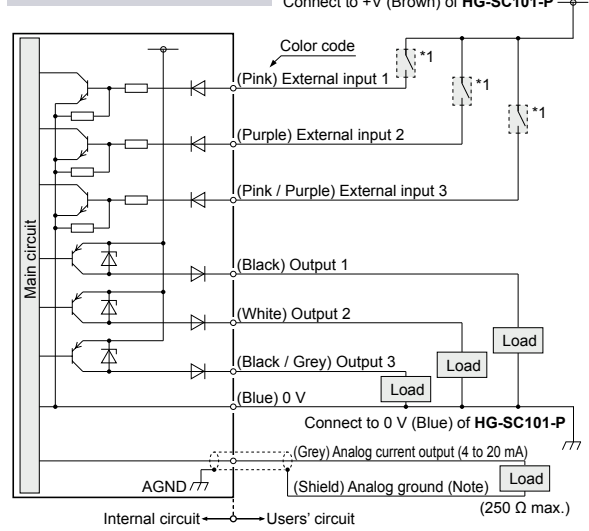 Connect to +V (Brown) of HG-SC101-P
Color code
(Pink) External input 1
*1
(Purple) External input 2
*1
(Pink / Purple) External input 3
*1
Main circuit
(Black) Output 1
(White) Output 2
(Black / Grey) Output 3
Load
Load
Load
(Blue) 0 V
Connect to 0 V (Blue) of HG-SC101-P
(Grey) Analog current output (4 to 20 mA)
AGND
(Shield) Analog ground (Note)
Load
(250 Ω max.)
Internal circuit
Users' circuit